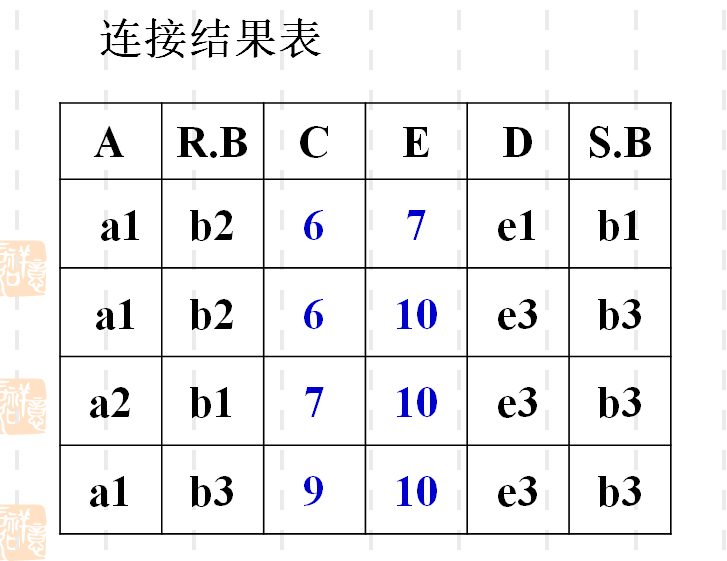 连接结果表
A R.B C E D S.B
a1 b2 6 7 e1 b1
a1 b2 6 10 e3 b3
a2 b1 7 10 e3 b3
a1 b3 9 10 e3 b3